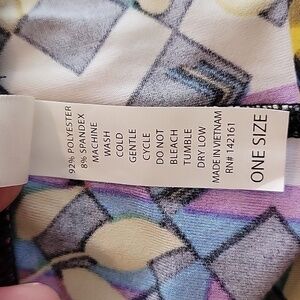 92% POLYESTER
8% SPANDEX
MACHINE
WASH
COLD
GENTLE
CYCLE
DO NOT
BLEACH
TUMBLE
DRY LOW
MADE IN VIETNAM
RN# 142161
ONE SIZE